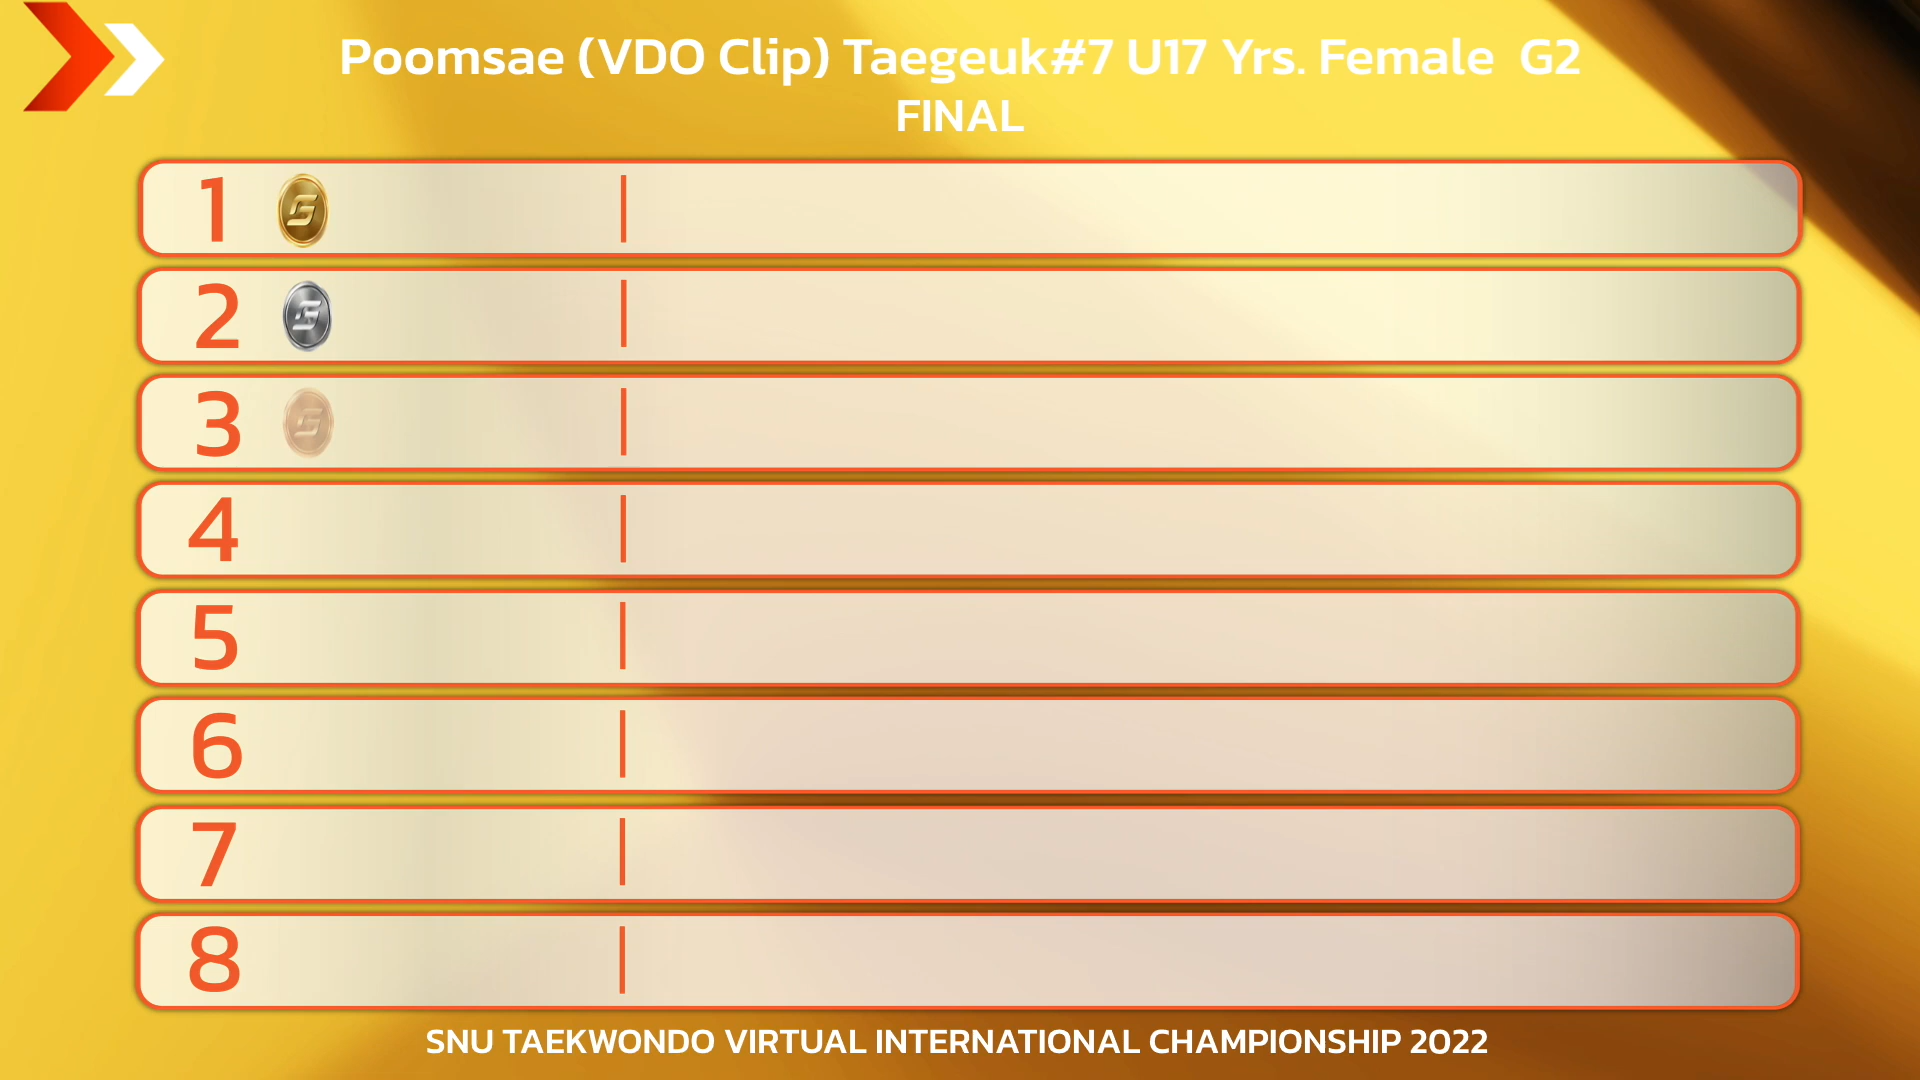 Poomsae (VDO Clip) Taegeuk#7 U17 Yrs. Female  G2
FINAL
1
2
3
4
5
6
7
8
SNU TAEKWONDO VIRTUAL INTERNATIONAL CHAMPIONSHIP 2022